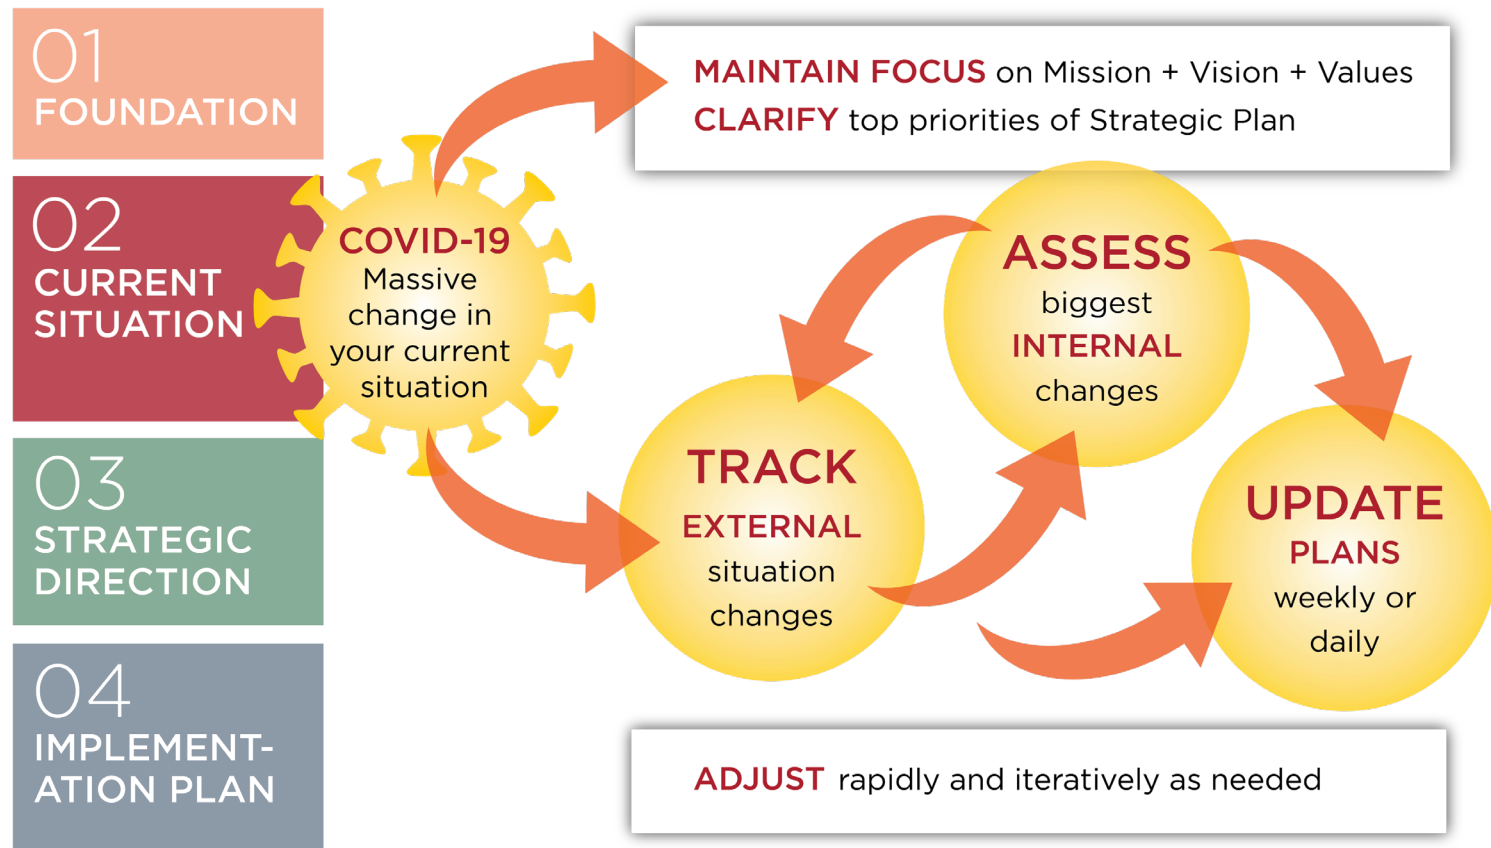 01
FOUNDATION
02
CURRENT
SITUATION
03
STRATEGIC
DIRECTION
04
IMPLEMENT-
ATION PLAN
COVID-19
Massive
change in
your current
situation
MAINTAIN FOCUS on Mission + Vision + Values
CLARIFY top priorities of Strategic Plan
TRACK
EXTERNAL
situation
changes
ASSESS
biggest
INTERNAL
changes
UPDATE
PLANS
weekly or
daily
ADJUST rapidly and iteratively as needed